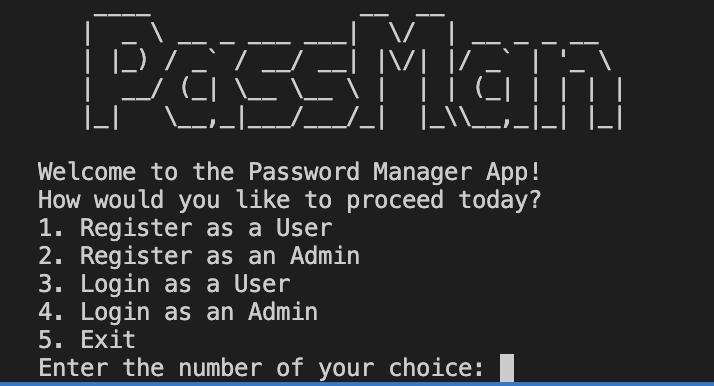 PassMan
Welcome to the Password Manager App!
How would you like to proceed today?
1. Register as a User
2. Register as an Admin
3. Login as a User
4. Login as an Admin
5. Exit
Enter the number of your choice: